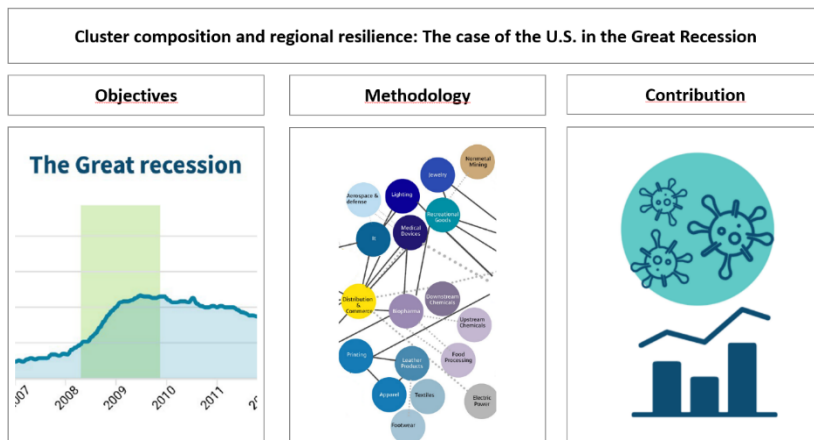 Cluster composition and regional resilience: The case of the U.S. in the Great Recession
Objectives
Methodology
Contribution
The Great recession
2008
2009
2010
2011
Nonmetal
Mining
Jewelry
Lighting
Aerospace &
defense
Recreational
Goods
Medical
Devices
It
Distribution
&
Commerce
Downstream
Chemicals
Biopharma
Upstream
Chemicals
Printing
Food
Processing
Leather
Products
Apparel
Textiles
Electric
Power
Footwear